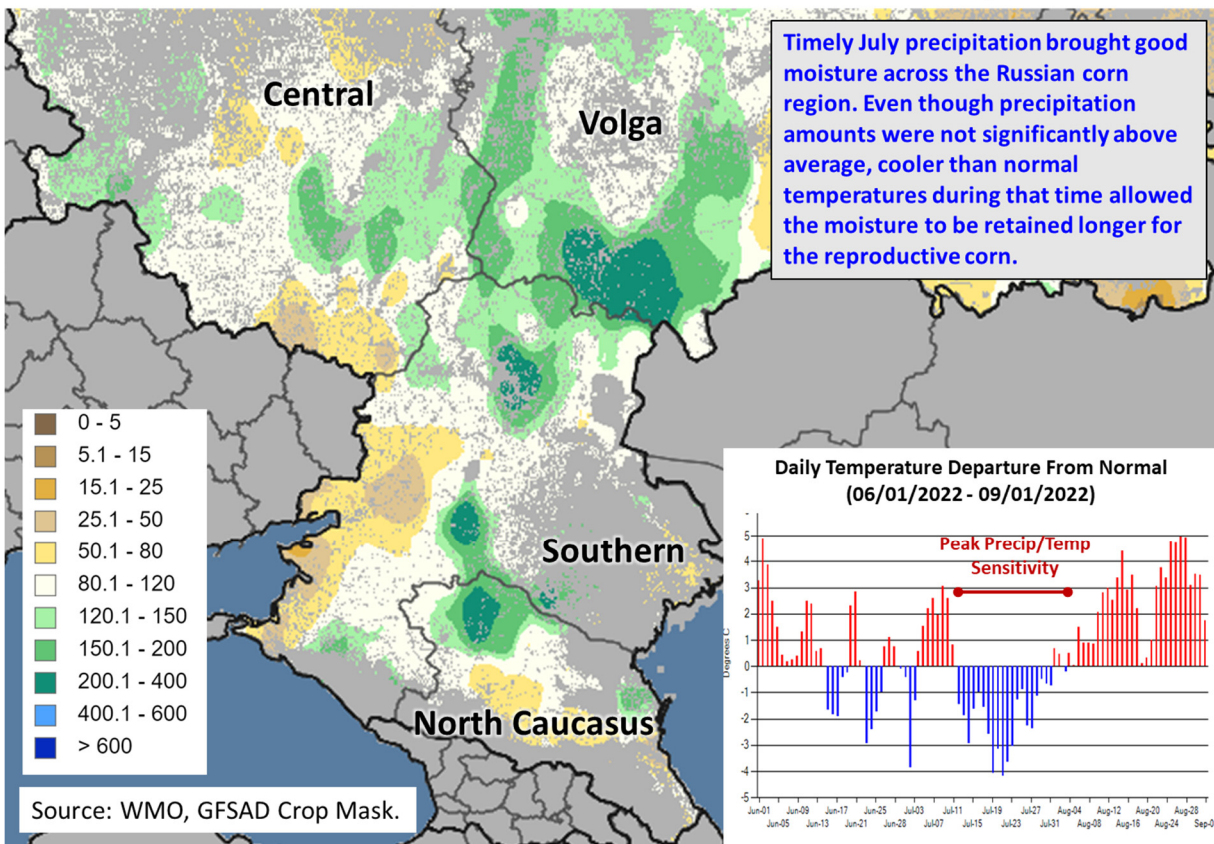 Central
Volga
Timely July precipitation brought good
moisture across the Russian corn
region. Even though precipitation
amounts were not significantly above
average, cooler than normal
temperatures during that time allowed
the moisture to be retained longer for
the reproductive corn.
0 - 5
5.1 - 15
15.1 - 25
25.1 - 50
50.1 - 80
80.1 - 120
120.1 - 150
150.1 - 200
200.1 - 400
400.1 - 600
> 600
Southern
North Caucasus
Source: WMO, GFSAD Crop Mask.
Daily Temperature Departure From Normal
(06/01/2022 - 09/01/2022)
Peak Precip/Temp
Sensitivity
Degrees C
5
4
3
2
1
0
-1
-2
-3
-4
-5
Jun-01 Jun-09 Jun-17 Jun-25 Jul-03 Jul-11 Jul-19 Jul-27 Aug-04 Aug-12 Aug-20 Aug-28
Jun-05 Jun-13 Jun-21 Jun-28 Jul-07 Jul-15 Jul-23 Jul-31 Aug-08 Aug-16 Aug-24 Sep-0